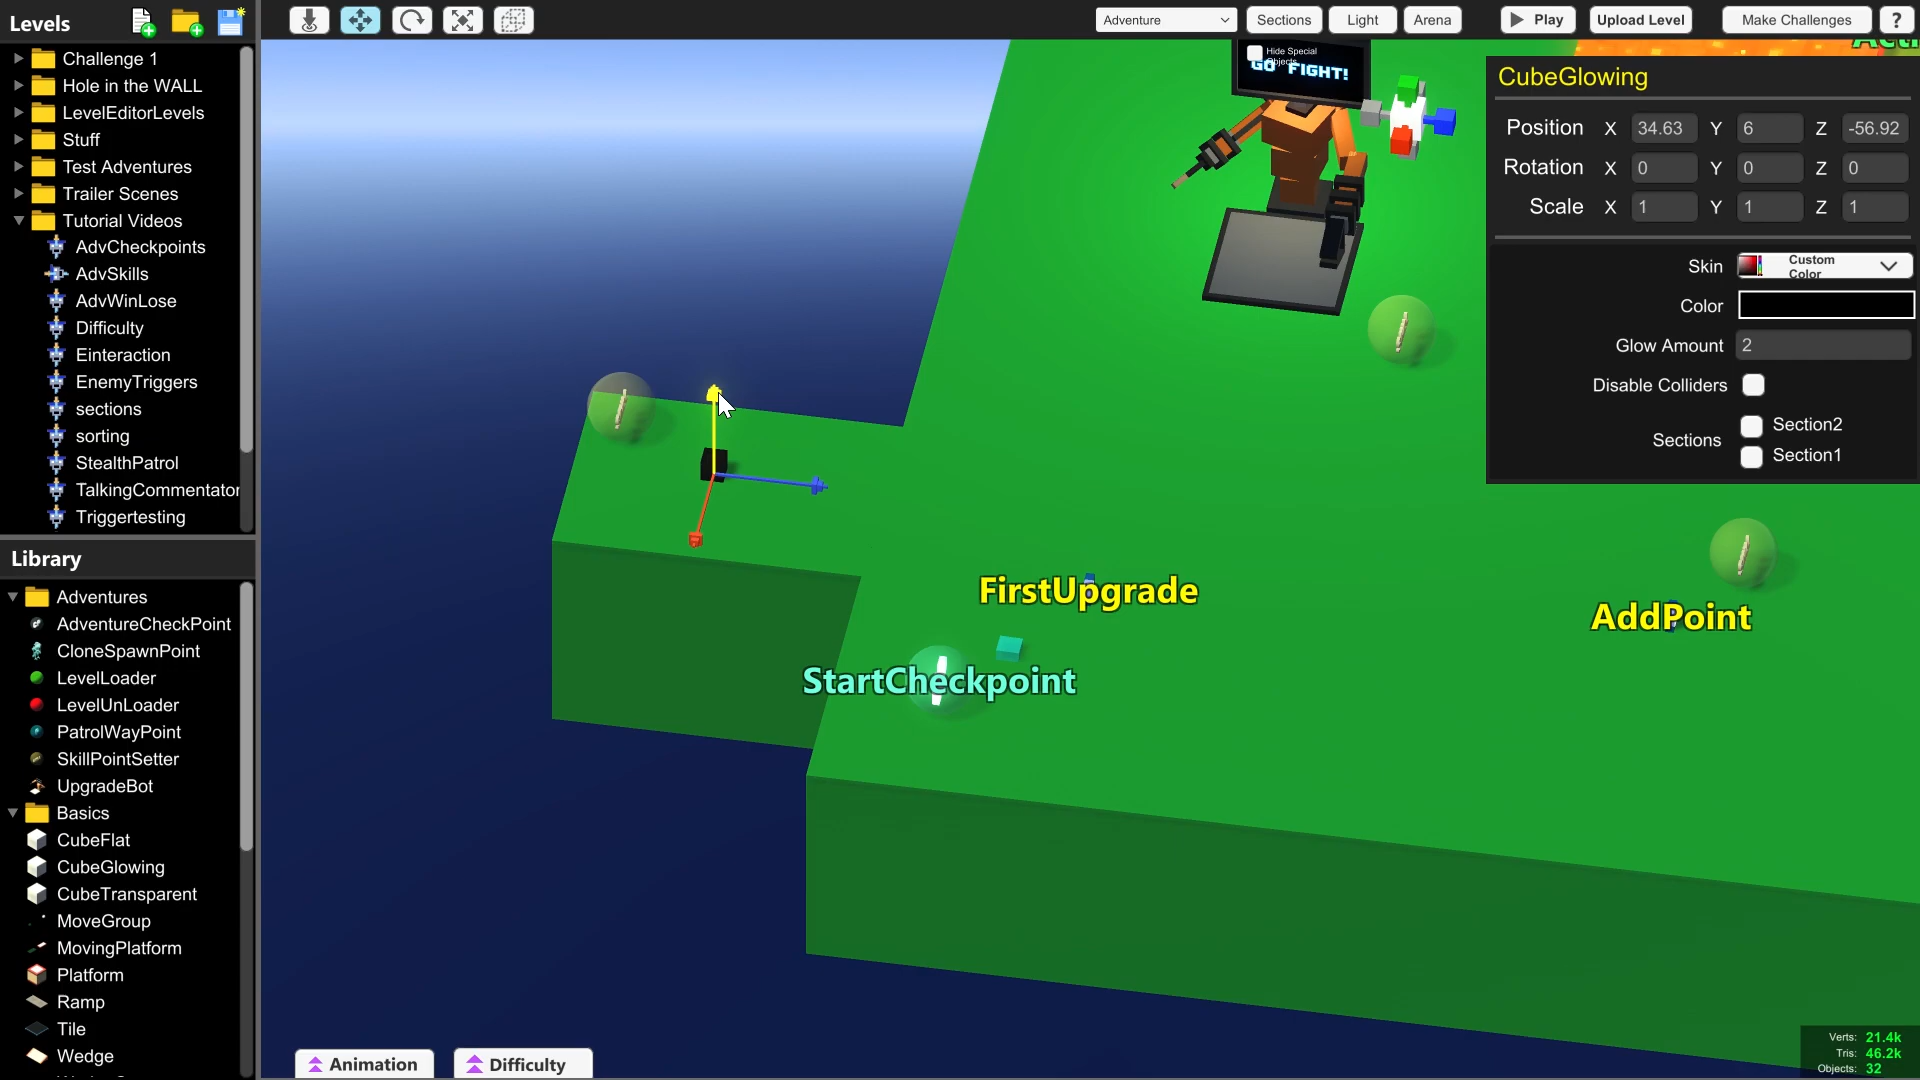 Levels
Challenge 1
Hole in the WALL
LevelEditorLevels
Stuff
Test Adventures
Trailer Scenes
Tutorial Videos
AdvCheckpoints
AdvSkills
AdvWinLose
Difficulty
Einteraction
EnemyTriggers
sections
sorting
StealthPatrol
TalkingCommentator
Triggertesting
Library
Adventures
AdventureCheckPoint
CloneSpawnPoint
LevelLoader
LevelUnLoader
PatrolWayPoint
SkillPointSetter
UpgradeBot
Basics
CubeFlat
CubeGlowing
CubeTransparent
MoveGroup
MovingPlatform
Platform
Ramp
Tile
Wedge
Adventure
Sections
Light
Arena
Play
Upload Level
Make Challenges
?
Hide Special
Objects
GO FIGHT!
FirstUpgrade
StartCheckpoint
AddPoint
CubeGlowing
Position X 34.63 Y 6 Z -56.92
Rotation X 0 Y 0 Z 0
Scale X 1 Y 1 Z 1
Skin Custom Color
Color
Glow Amount 2
Disable Colliders
Sections
Section2
Section1
Animation
Difficulty
Verts: 21.4k
Tris: 46.2k
Objects: 32